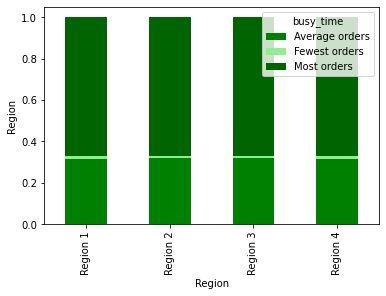 busy_time
Average orders
Fewest orders
Most orders
1.0
0.8
0.6
0.4
0.2
0.0
Region
Region 1
Region 2
Region 3
Region 4
Region